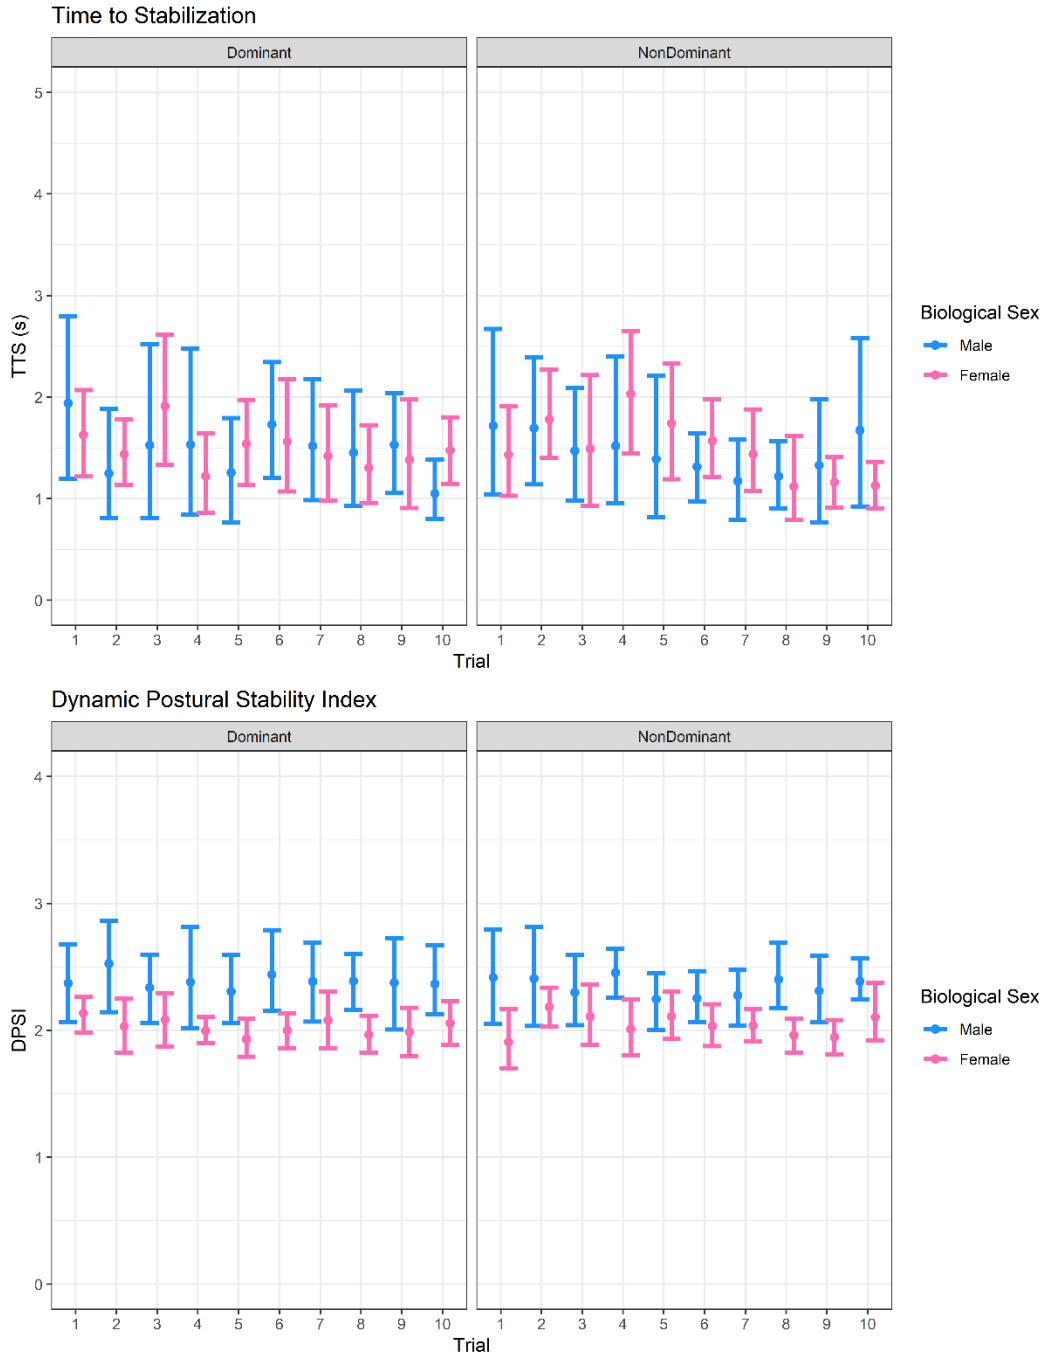 Time to Stabilization
Dominant
NonDominant
5
4
3
2
1
0
TTS (s)
1 2 3 4 5 6 7 8 9 10
1 2 3 4 5 6 7 8 9 10
Trial
Biological Sex
Male
Female
Dynamic Postural Stability Index
Dominant
NonDominant
4
3
2
1
0
DPSI
1 2 3 4 5 6 7 8 9 10
1 2 3 4 5 6 7 8 9 10
Trial
Biological Sex
Male
Female